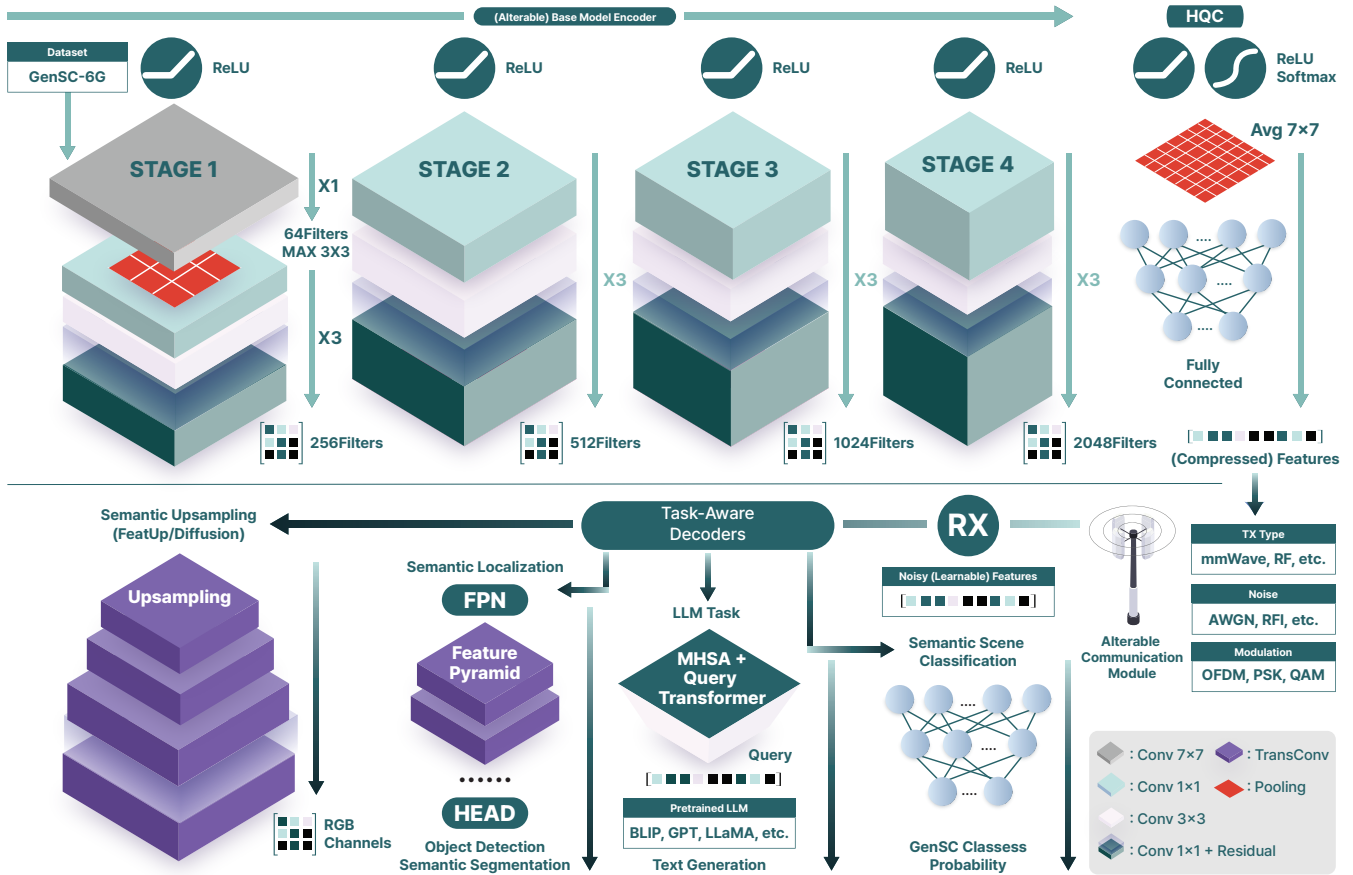 (Alterable) Base Model Encoder
HQC
Dataset
GenSC-6G
ReLU
ReLU
ReLU
ReLU
ReLU
Softmax
STAGE 1
X1
64Filters
MAX 3X3
X3
256Filters
STAGE 2
X3
512Filters
STAGE 3
X3
1024Filters
STAGE 4
X3
2048Filters
Avg 7×7
....
....
....
Fully
Connected
(Compressed) Features
TX Type
mmWave, RF, etc.
Noise
AWGN, RFI, etc.
Modulation
OFDM, PSK, QAM
Alterable
Communication
Module
RX
Noisy (Learnable) Features
Task-Aware
Decoders
Semantic Upsampling
(FeatUp/Diffusion)
Upsampling
RGB
Channels
Semantic Localization
FPN
Feature
Pyramid
......
HEAD
Object Detection
Semantic Segmentation
LLM Task
MHSA +
Query
Transformer
Query
Pretrained LLM
BLIP, GPT, LLaMA, etc.
Text Generation
Semantic Scene
Classification
....
....
....
GenSC Classess
Probability
: Conv 7×7
: TransConv
: Conv 1×1
: Pooling
: Conv 3×3
: Conv 1×1 + Residual